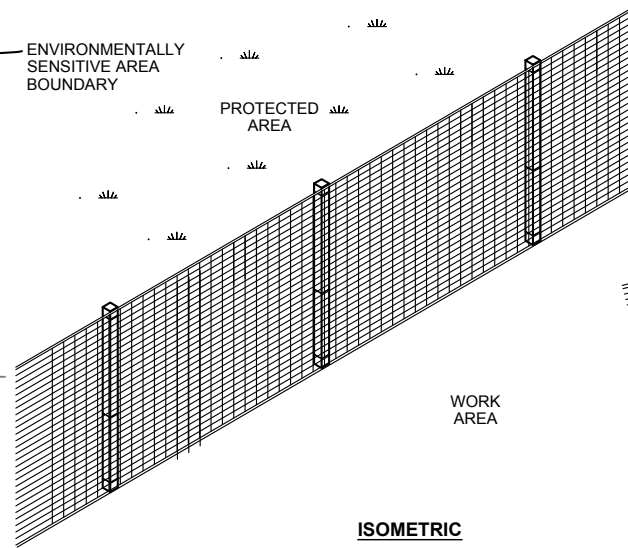 ENVIRONMENTALLY
SENSITIVE AREA
BOUNDARY
PROTECTED
AREA
WORK
AREA
ISOMETRIC